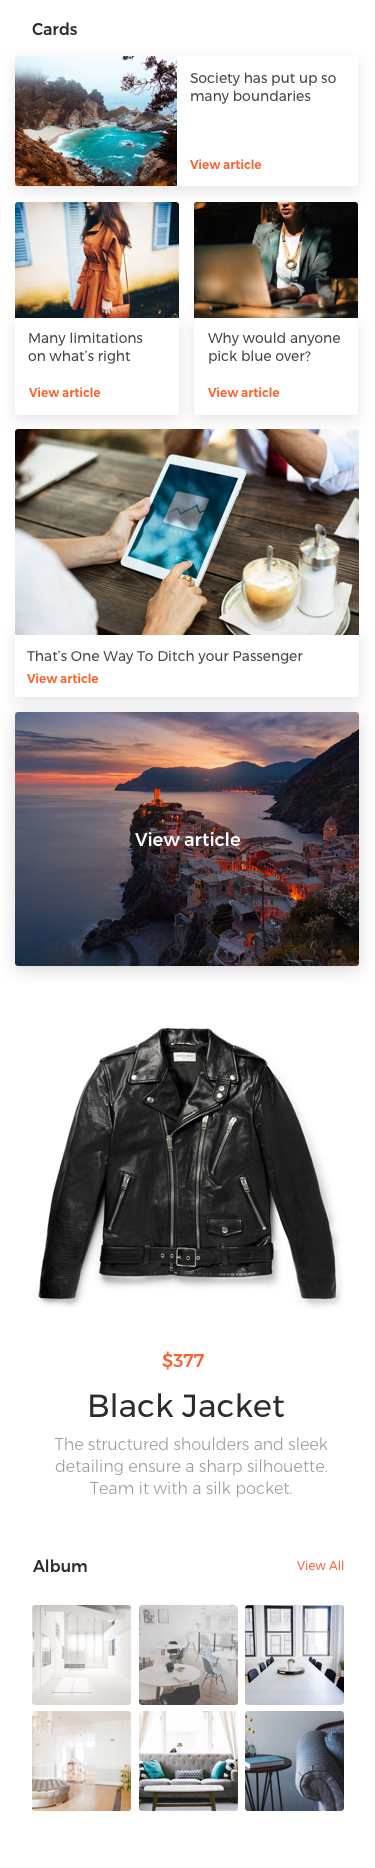 Cards
Society has put up so
many boundaries
View article
Many limitations
on what's right
View article
Why would anyone
pick blue over?
View article
That's One Way To Ditch your Passenger
View article
View article
$377
Black Jacket
The structured shoulders and sleek
detailing ensure a sharp silhouette.
Team it with a silk pocket.
Album
View All